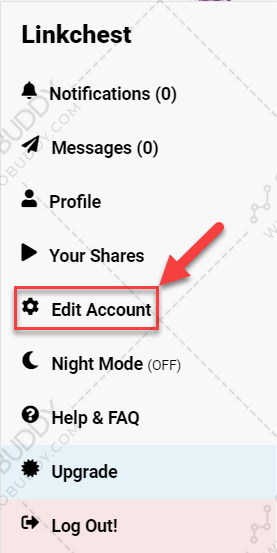 Linkchest
Notifications (0)
Messages (0)
Profile
Your Shares
Edit Account
Night Mode (OFF)
Help & FAQ
Upgrade
Log Out!